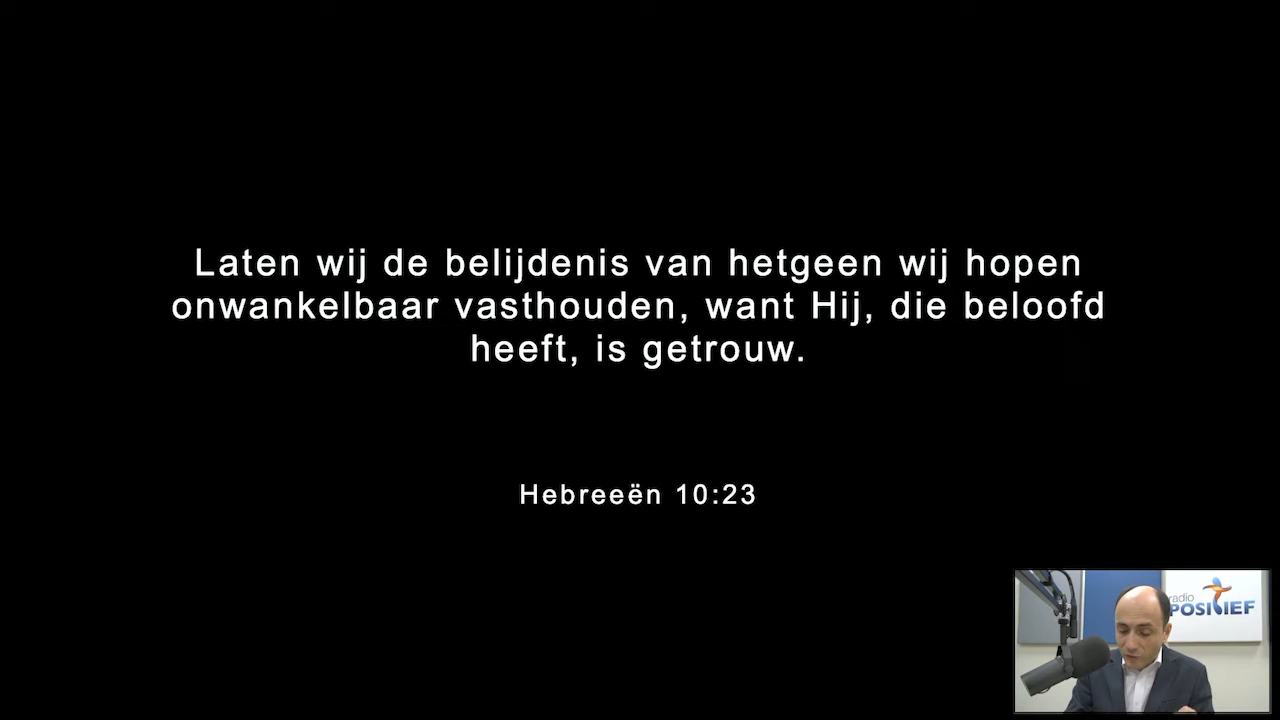 Laten wij de belijdenis van hetgeen wij hopen
onwankelbaar vasthouden, want Hij, die beloofd
heeft, is getrouw.
Hebreeën 10:23
radio
POSITIEF